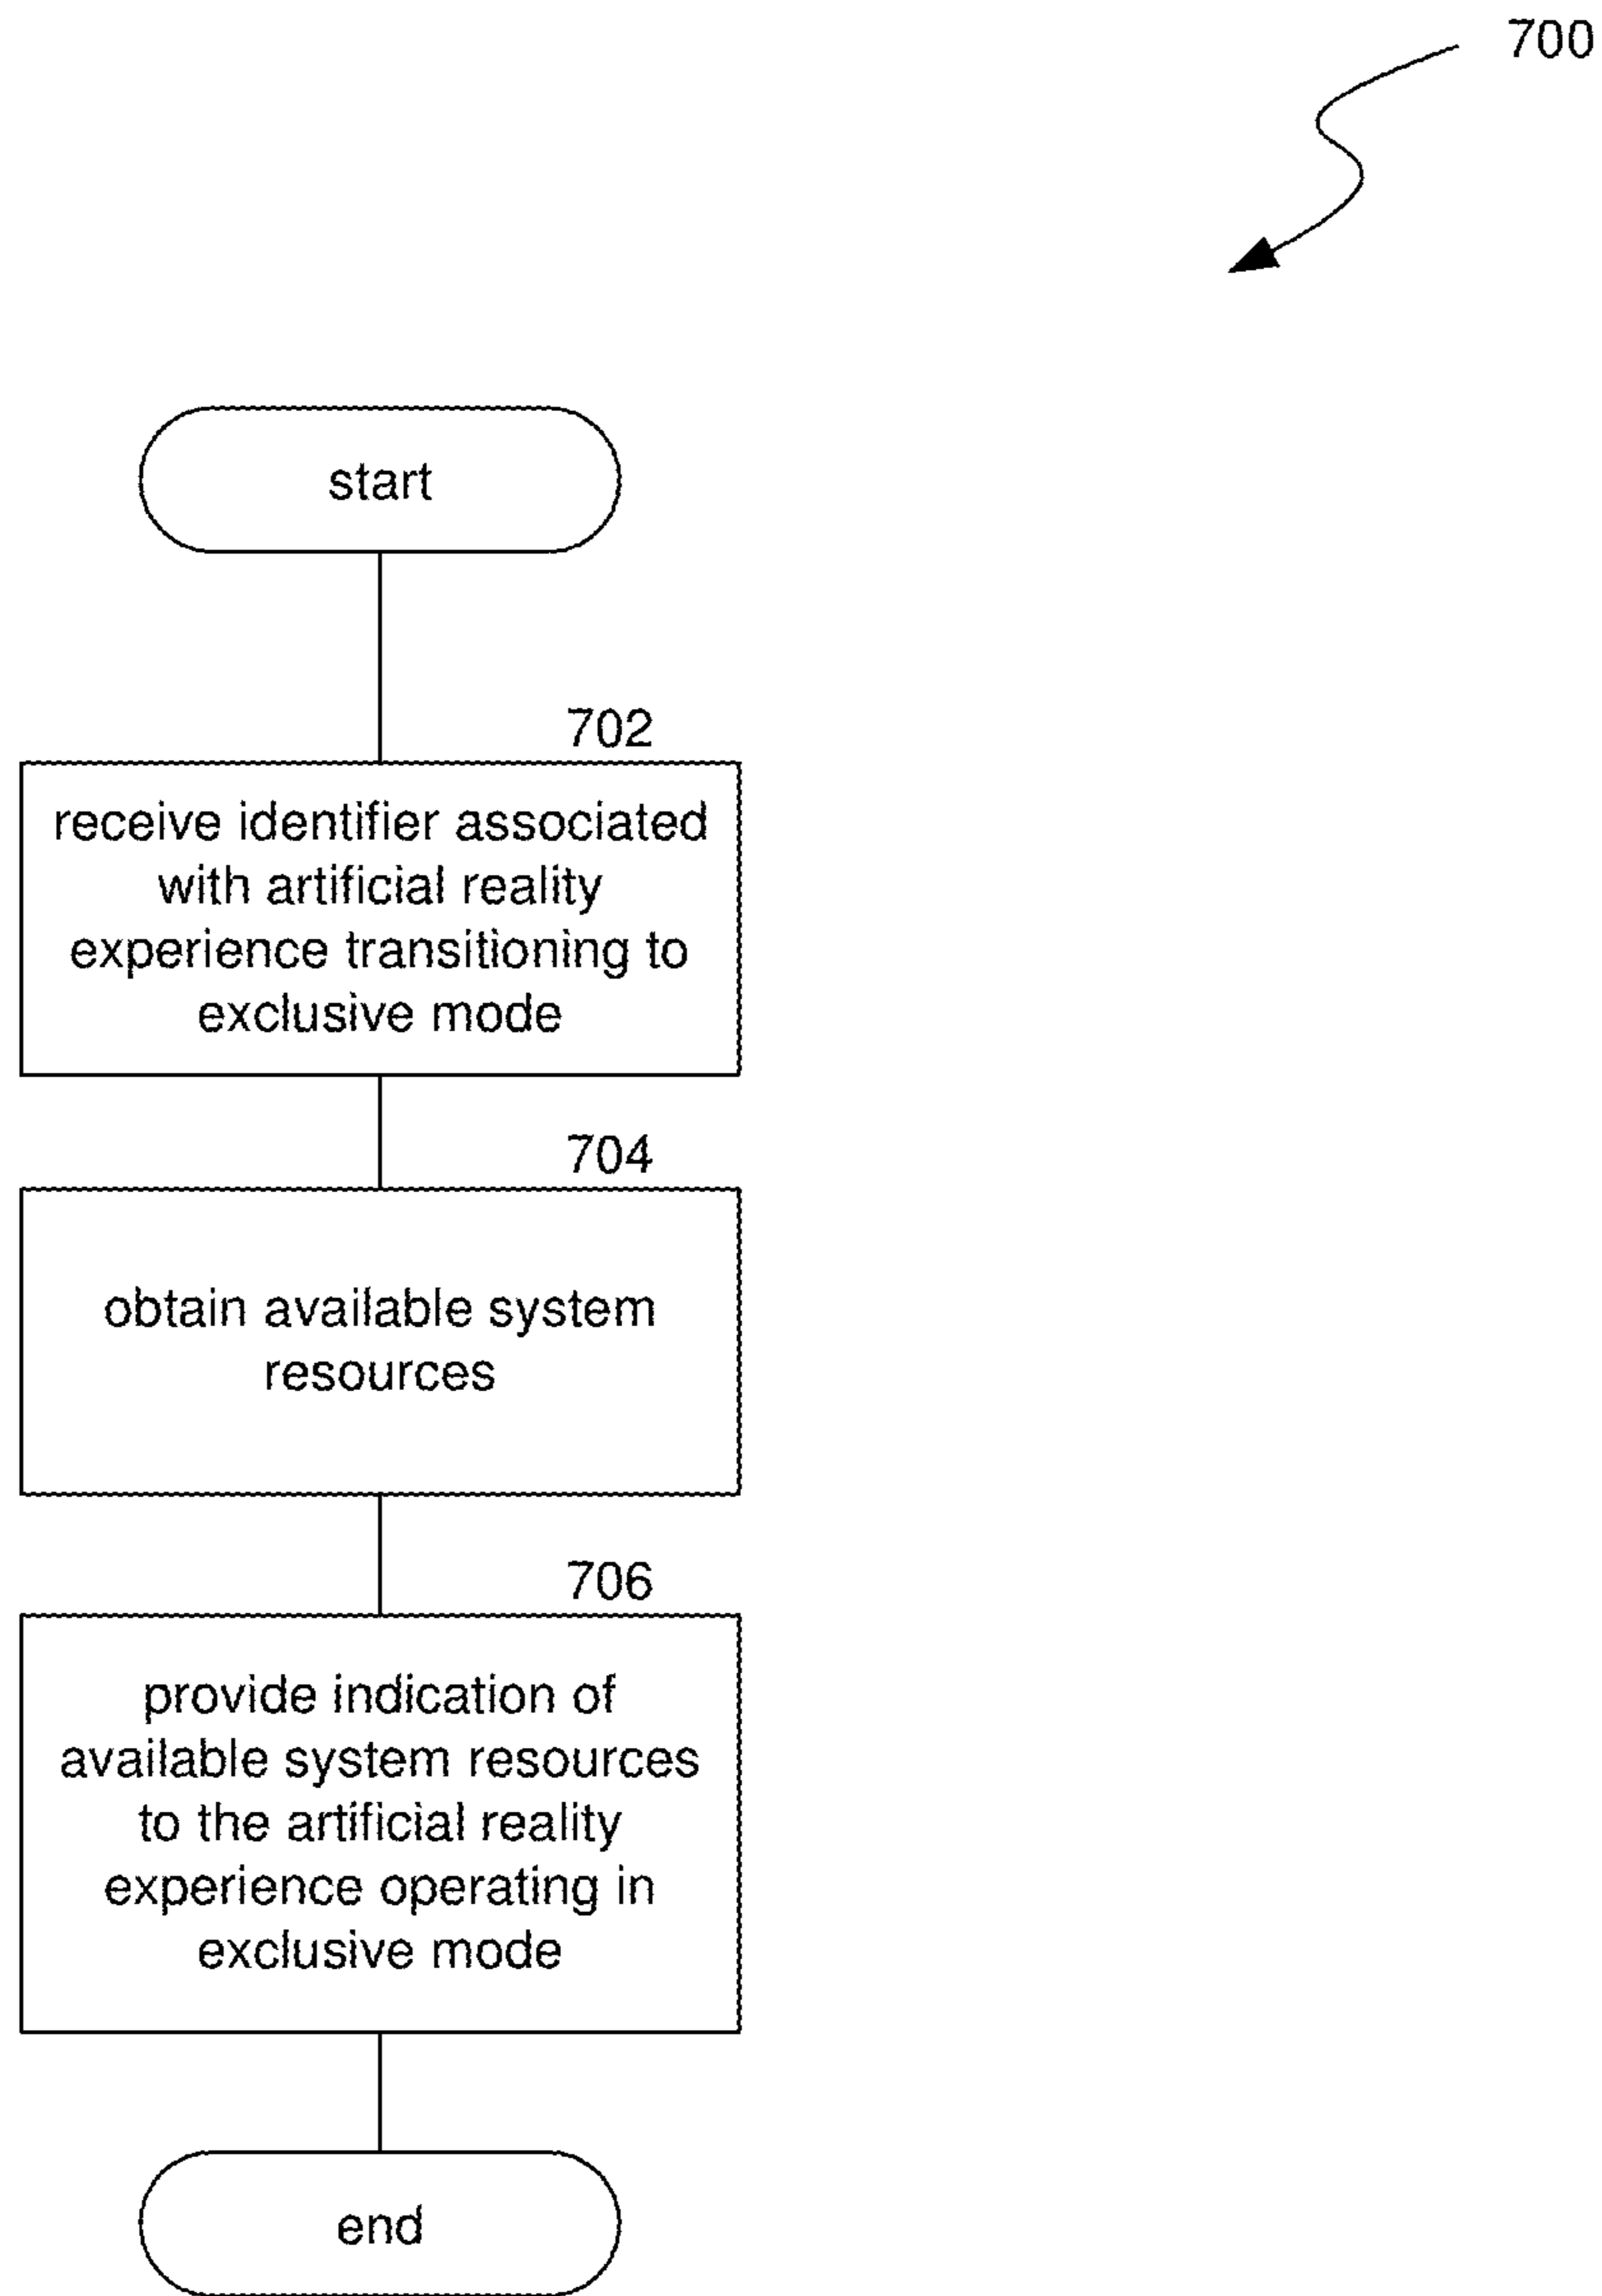 700
start
702
receive identifier associated
with artificial reality
experience transitioning to
exclusive mode
704
obtain available system
resources
706
provide indication of
available system resources
to the artificial reality
experience operating in
exclusive mode
end